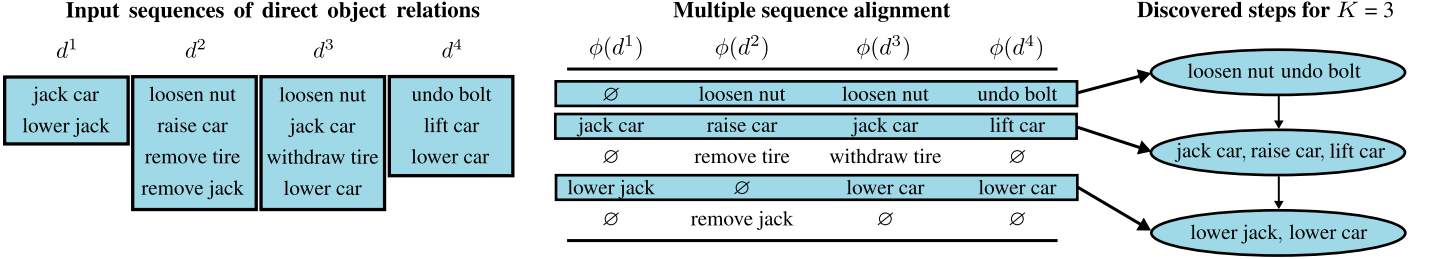 Input sequences of direct object relations
d¹ d² d³ d⁴
jack car
lower jack
loosen nut
raise car
remove tire
remove jack
loosen nut
jack car
withdraw tire
lower car
undo bolt
lift car
lower car
Multiple sequence alignment
ϕ(d¹) ϕ(d²) ϕ(d³) ϕ(d⁴)
∅ loosen nut loosen nut undo bolt
jack car raise car jack car lift car
∅ remove tire withdraw tire ∅
lower jack ∅ lower car lower car
∅ remove jack ∅ ∅
Discovered steps for K = 3
loosen nut undo bolt
jack car, raise car, lift car
lower jack, lower car